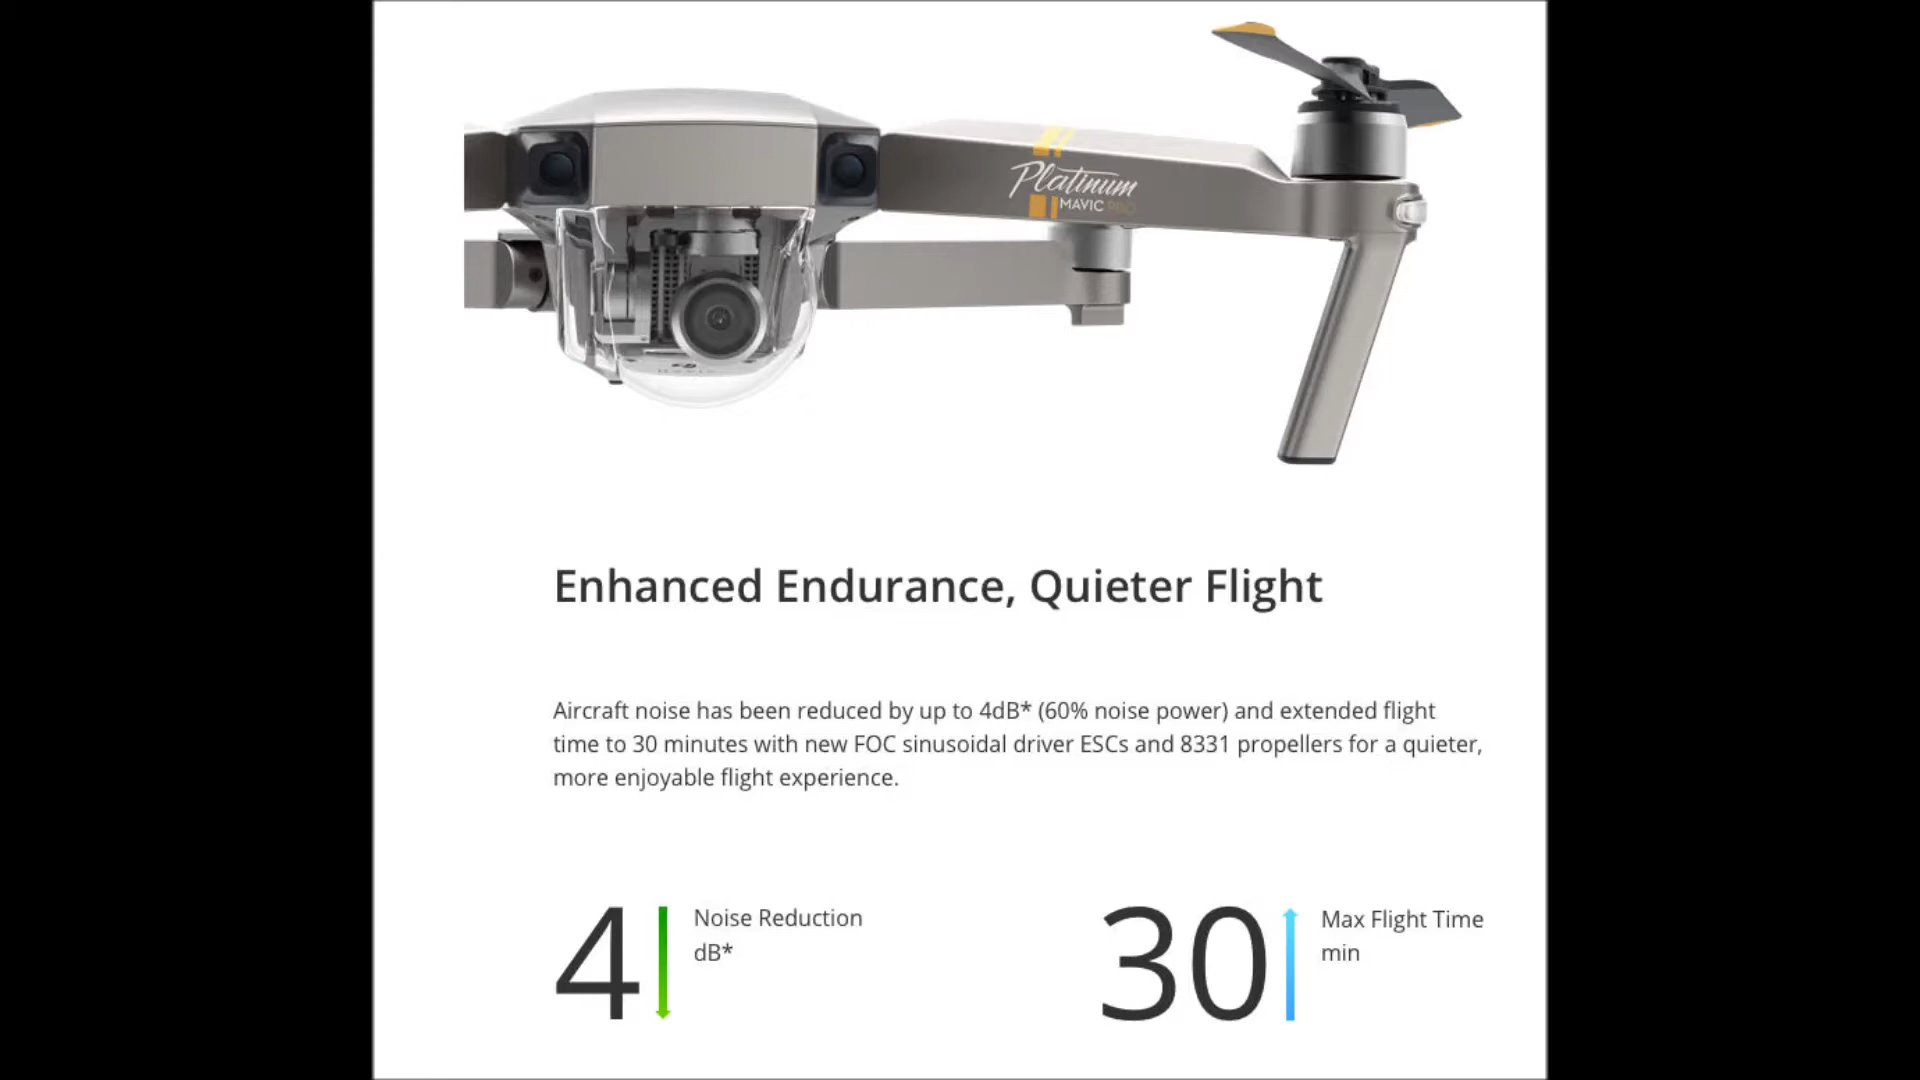 Platinum
MAVIC PRO
Enhanced Endurance, Quieter Flight
Aircraft noise has been reduced by up to 4dB* (60% noise power) and extended flight
time to 30 minutes with new FOC sinusoidal driver ESCs and 8331 propellers for a quieter,
more enjoyable flight experience.
4 Noise Reduction
dB*
30 Max Flight Time
min